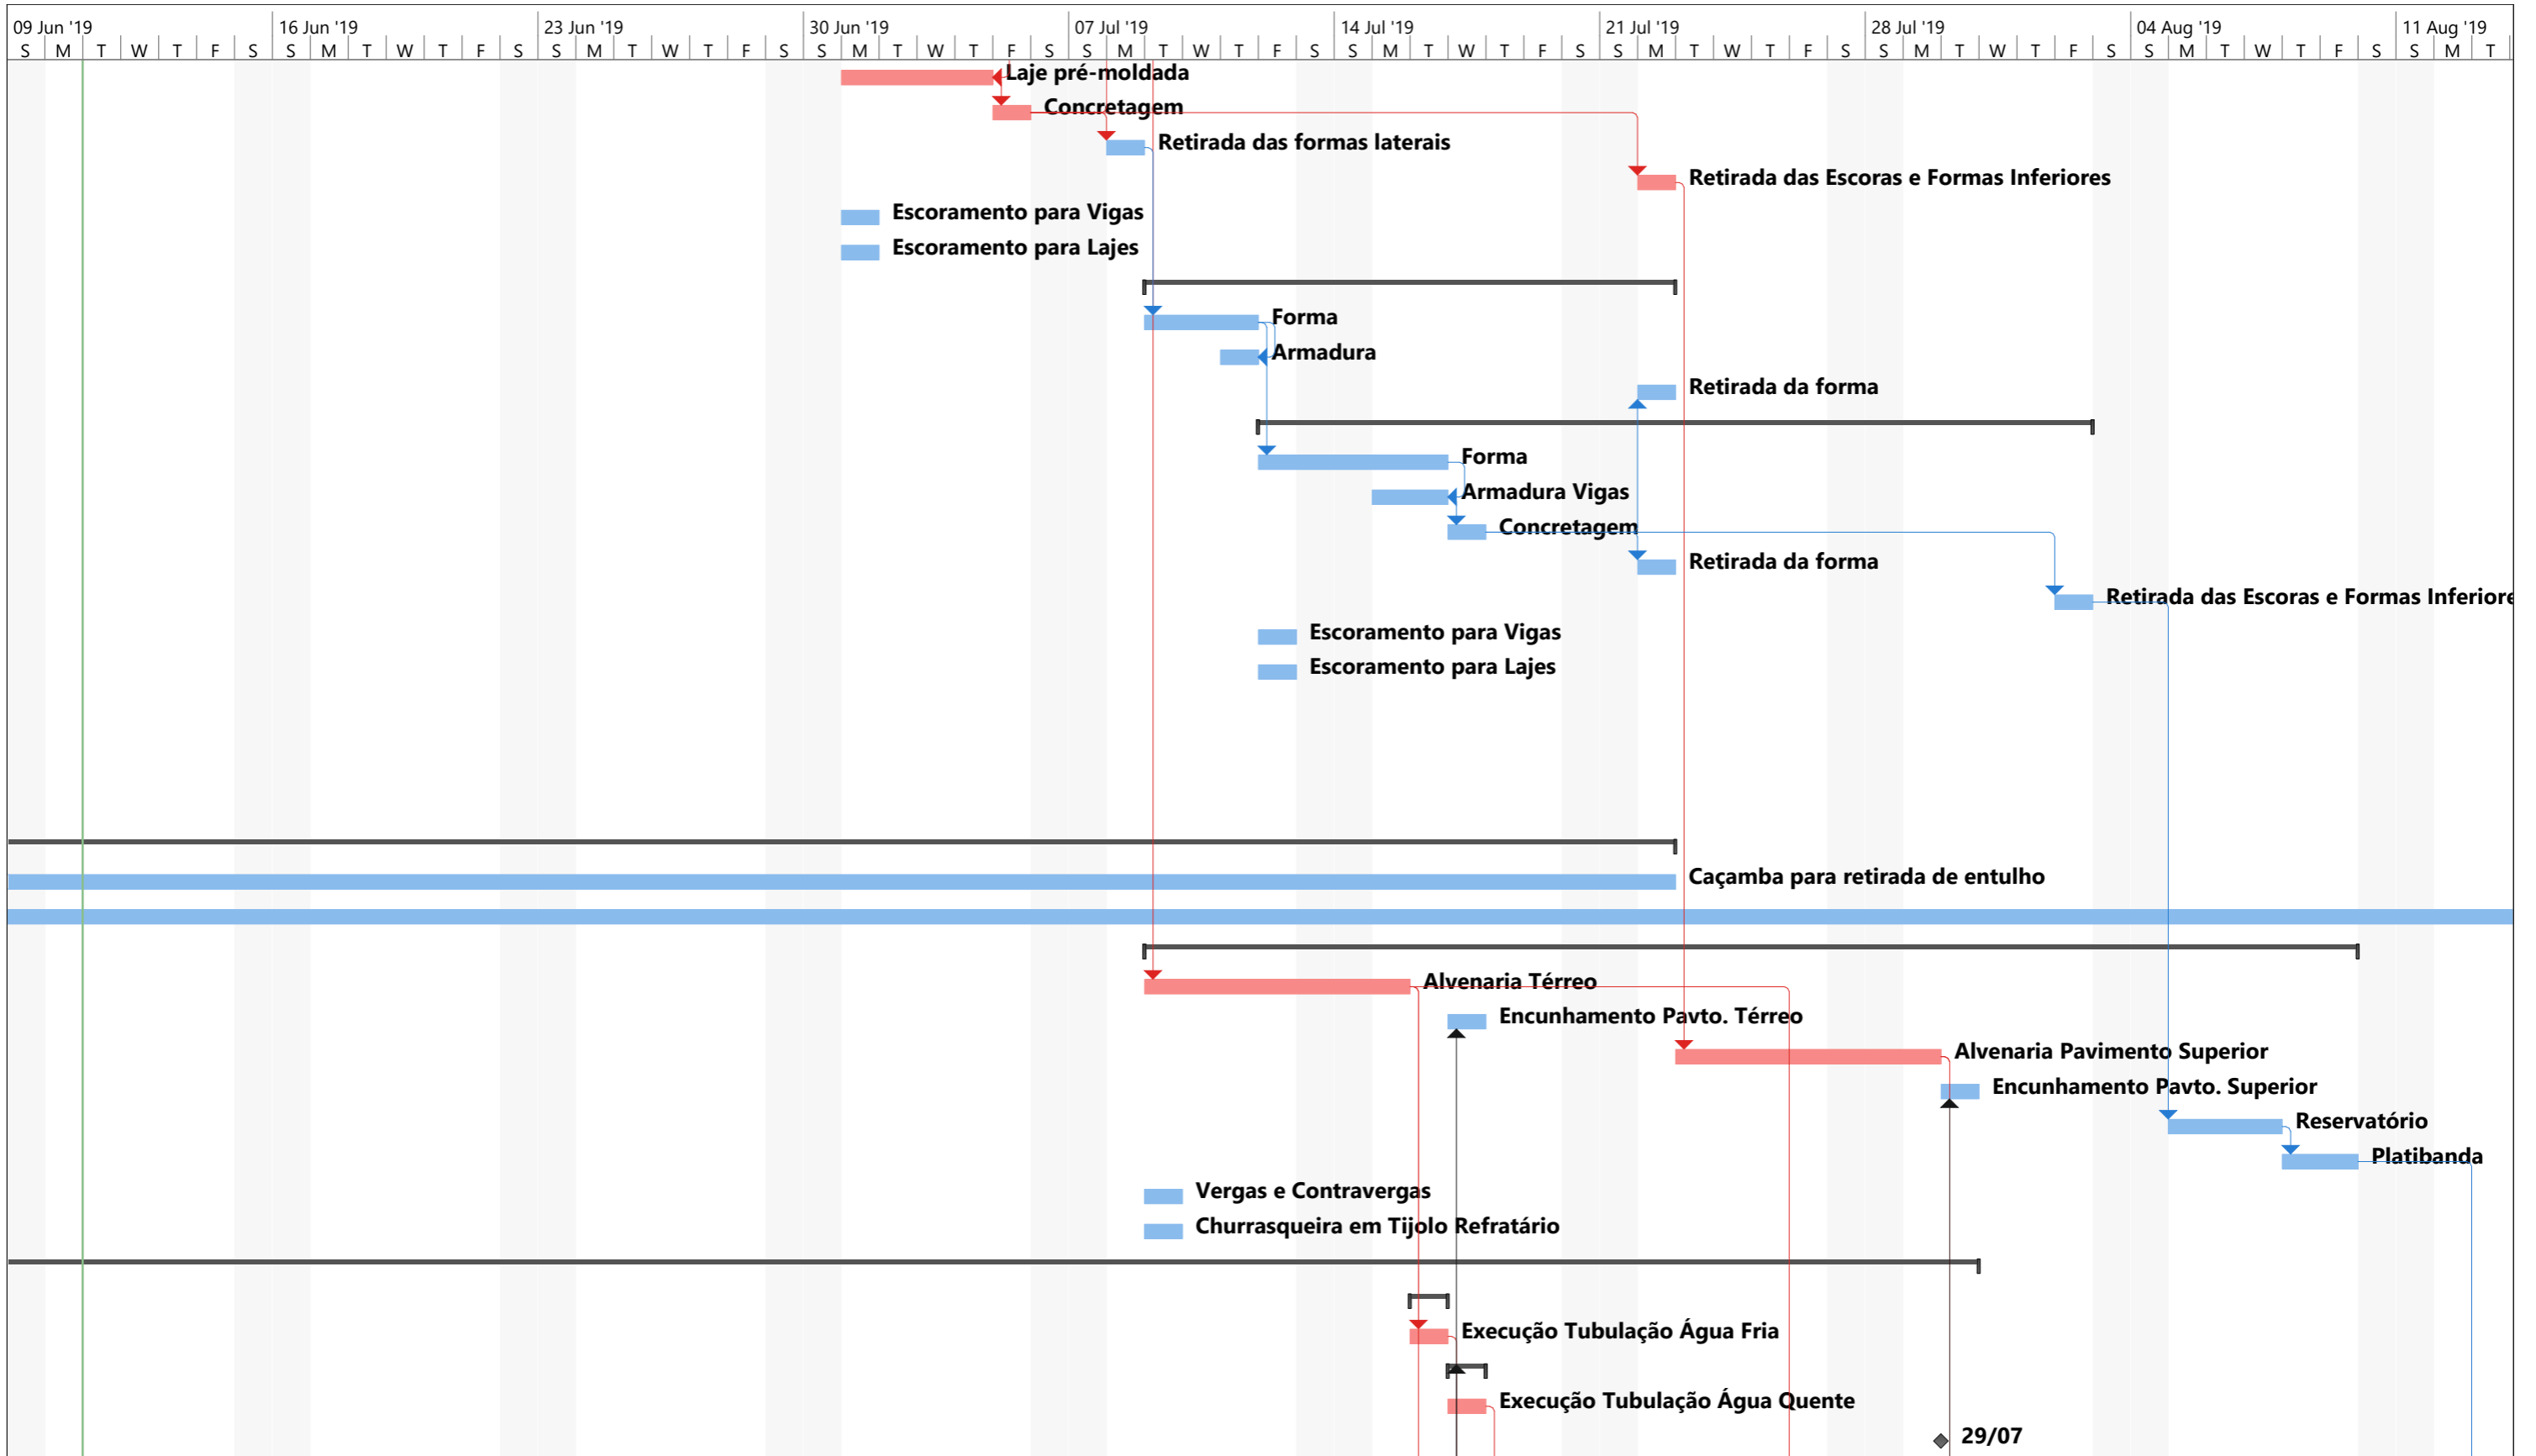 09 Jun '19 16 Jun '19 23 Jun '19 30 Jun '19 07 Jul '19 14 Jul '19 21 Jul '19 28 Jul '19 04 Aug '19 11 Aug '19
S M T W T F S S M T W T F S S M T W T F S S M T W T F S S M T W T F S S M T W T F S S M T W T F S S M T W T F S S M T W T F S S M T
Laje pré-moldada
Concretagem
Retirada das formas laterais
Retirada das Escoras e Formas Inferiores
Escoramento para Vigas
Escoramento para Lajes
Forma
Armadura
Retirada da forma
Forma
Armadura Vigas
Concretagem
Retirada da forma
Retirada das Escoras e Formas Inferiore
Escoramento para Vigas
Escoramento para Lajes
Caçamba para retirada de entulho
Alvenaria Térreo
Encunhamento Pavto. Térreo
Alvenaria Pavimento Superior
Encunhamento Pavto. Superior
Reservatório
Platibanda
Vergas e Contravergas
Churrasqueira em Tijolo Refratário
Execução Tubulação Água Fria
Execução Tubulação Água Quente
29/07